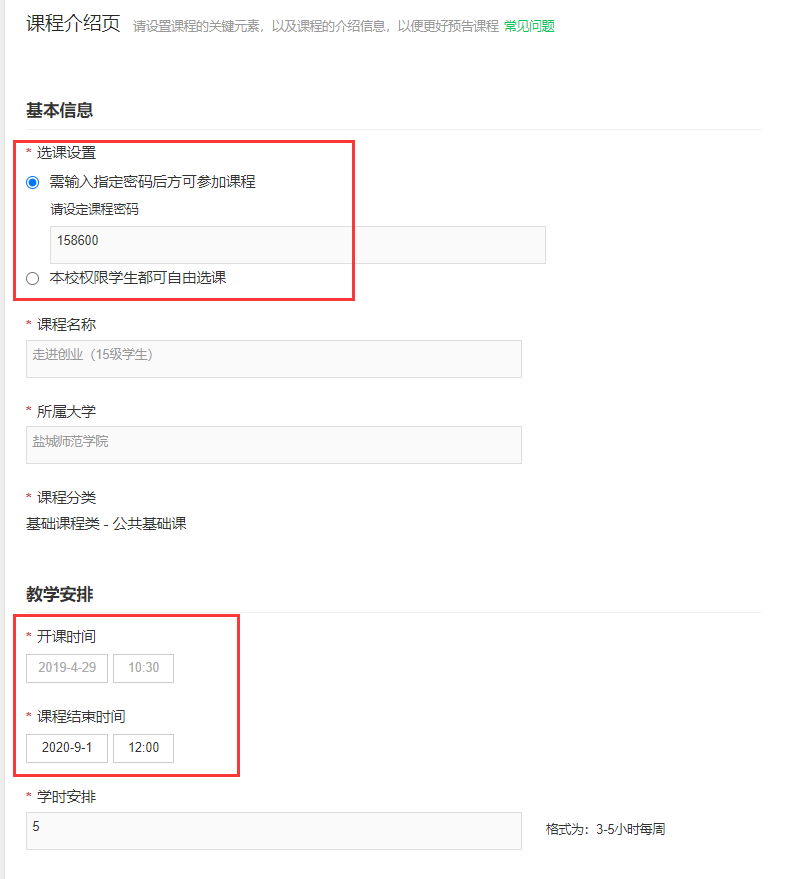 课程介绍页 请设置课程的关键元素，以及课程的介绍信息，以便更好预告课程 常见问题
基本信息
* 选课设置
需输入指定密码后方可参加课程
请设定课程密码
158600
本校权限学生都可自由选课
* 课程名称
走进创业（15级学生）
* 所属大学
盐城师范学院
* 课程分类
基础课程类 - 公共基础课
教学安排
* 开课时间
2019-4-29 10:30
* 课程结束时间
2020-9-1 12:00
* 学时安排
5 格式为：3-5小时每周